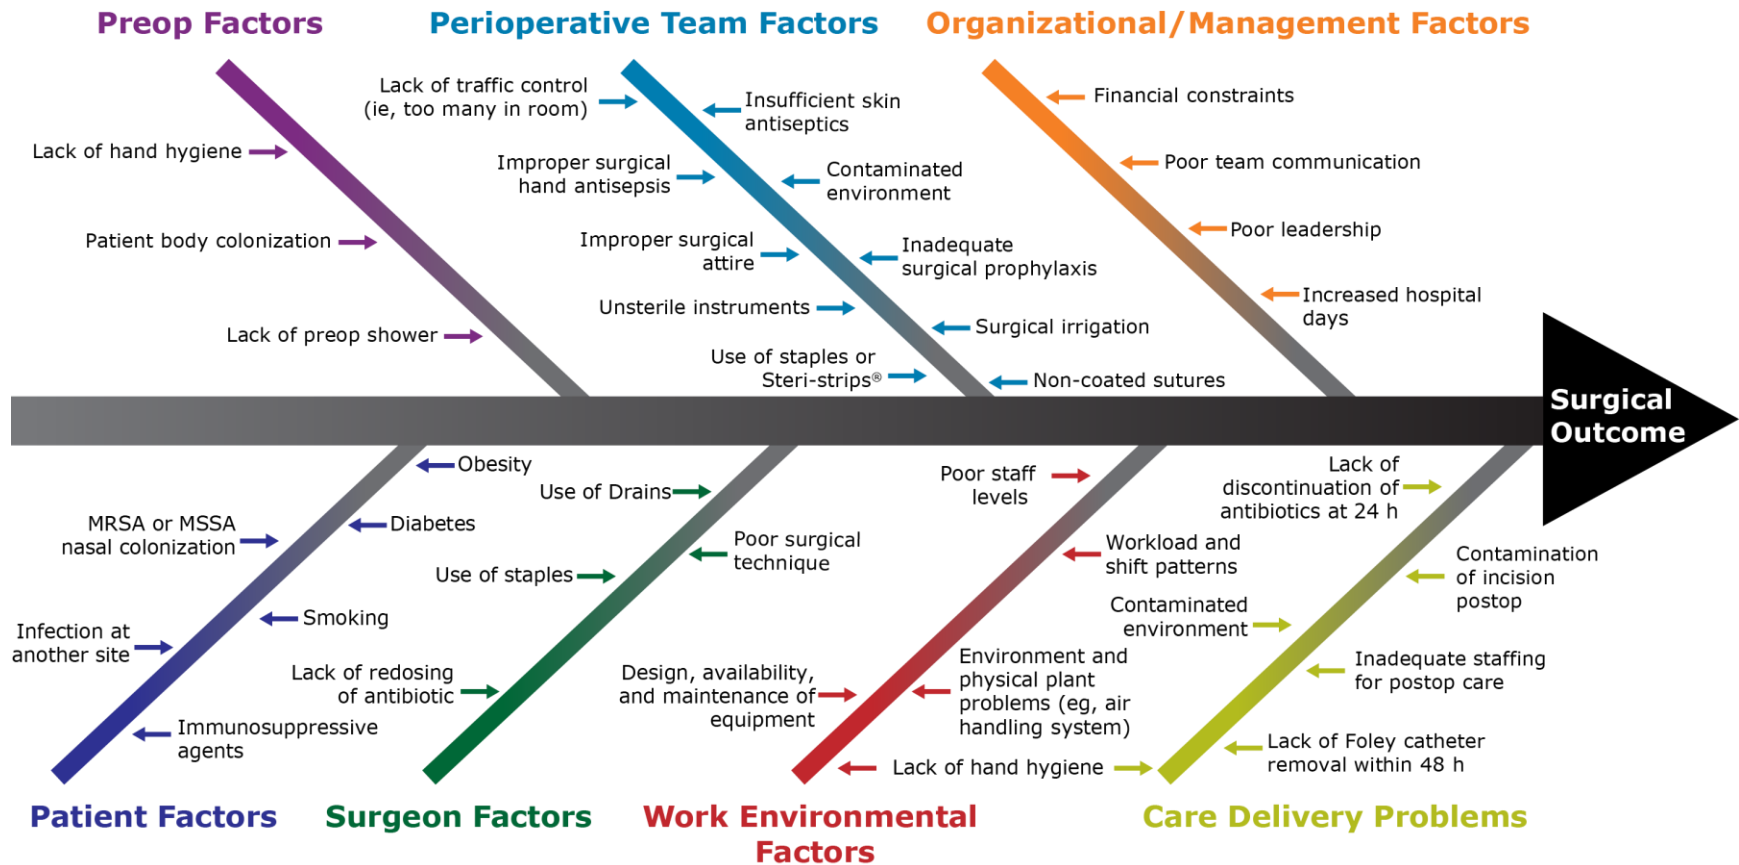 Preop Factors
Perioperative Team Factors
Organizational/Management Factors
Lack of hand hygiene
Patient body colonization
Lack of preop shower
Lack of traffic control
(ie, too many in room)
Improper surgical
hand antisepsis
Improper surgical
attire
Unsterile instruments
Use of staples or
Steri-strips®
Insufficient skin
antiseptics
Contaminated
environment
Inadequate
surgical prophylaxis
Surgical irrigation
Non-coated sutures
Financial constraints
Poor team communication
Poor leadership
Increased hospital
days
Surgical
Outcome
Obesity
MRSA or MSSA
nasal colonization
Diabetes
Smoking
Infection at
another site
Immunosuppressive
agents
Use of Drains
Poor surgical
technique
Use of staples
Lack of redosing
of antibiotic
Poor staff
levels
Workload and
shift patterns
Design, availability,
and maintenance of
equipment
Environment and
physical plant
problems (eg, air
handling system)
Lack of hand hygiene
Lack of
discontinuation of
antibiotics at 24 h
Contamination
of incision
postop
Contaminated
environment
Inadequate staffing
for postop care
Lack of Foley catheter
removal within 48 h
Patient Factors
Surgeon Factors
Work Environmental
Factors
Care Delivery Problems